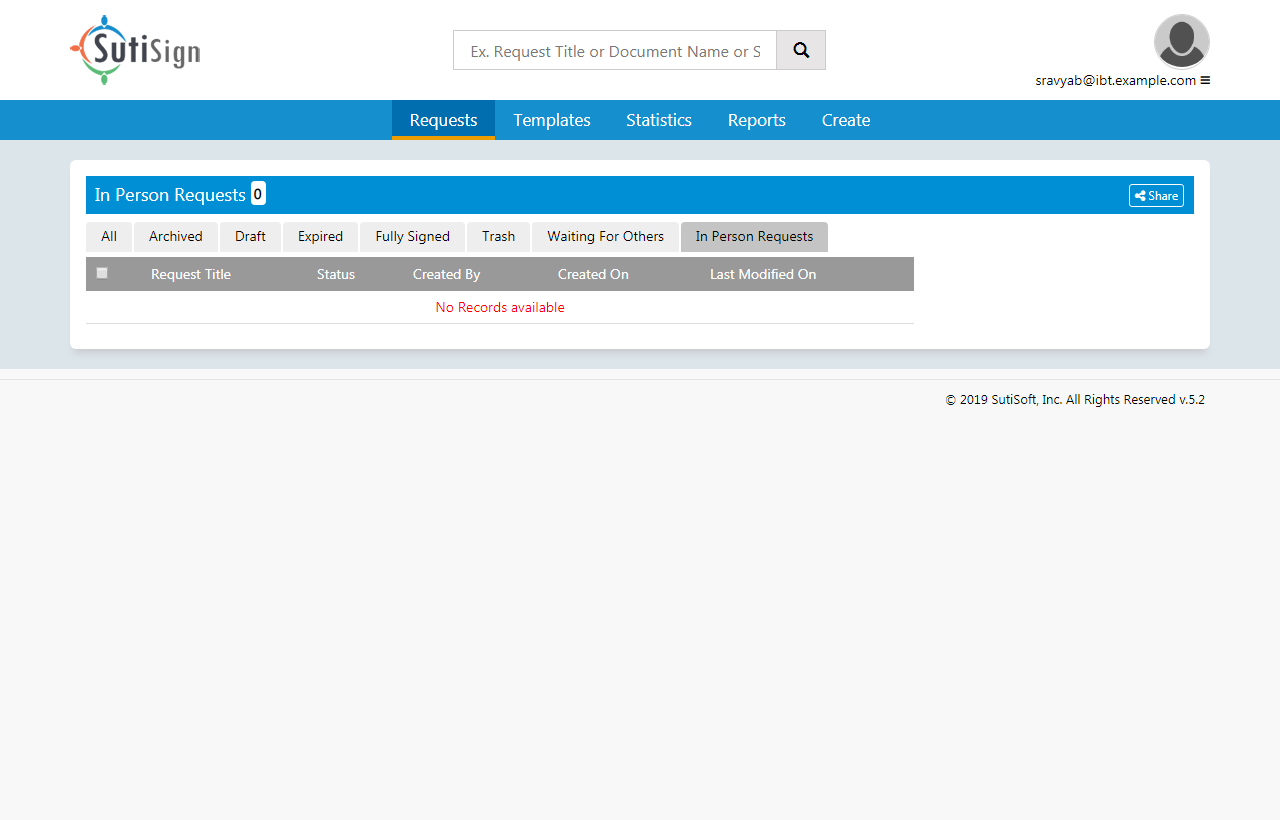 SutiSign
Ex. Request Title or Document Name or S
sravyab@ibt.example.com
Requests Templates Statistics Reports Create
In Person Requests 0
Share
All Archived Draft Expired Fully Signed Trash Waiting For Others In Person Requests
Request Title Status Created By Created On Last Modified On
No Records available
© 2019 SutiSoft, Inc. All Rights Reserved v.5.2